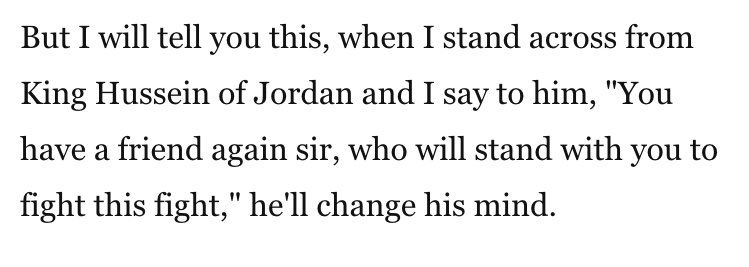 But I will tell you this, when I stand across from
King Hussein of Jordan and I say to him, "You
have a friend again sir, who will stand with you to
fight this fight," he'll change his mind.